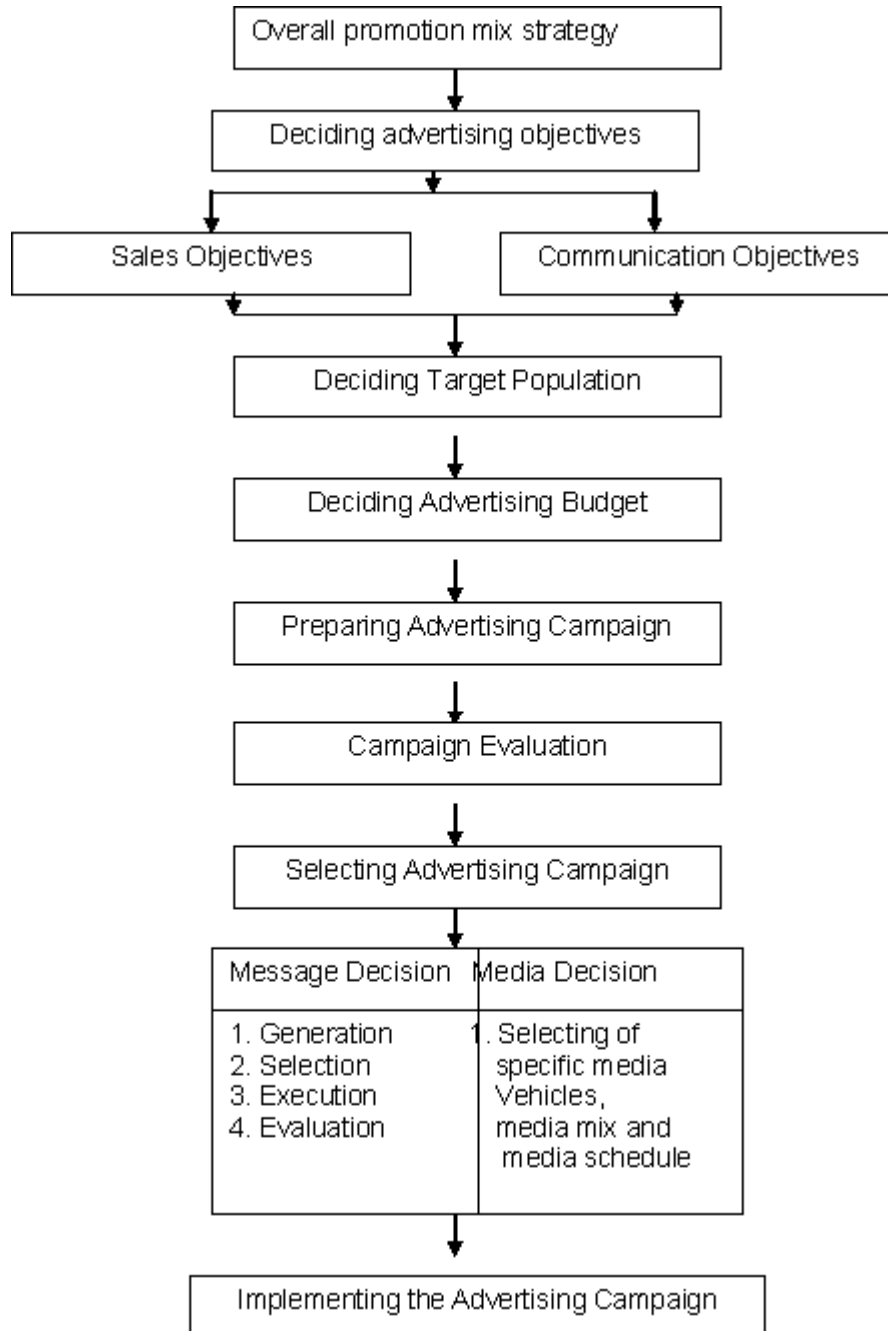 Overall promotion mix strategy
Deciding advertising objectives
Sales Objectives
Communication Objectives
Deciding Target Population
Deciding Advertising Budget
Preparing Advertising Campaign
Campaign Evaluation
Selecting Advertising Campaign
Message Decision
1. Generation
2. Selection
3. Execution
4. Evaluation
Media Decision
1. Selecting of
specific media
Vehicles,
media mix and
media schedule
Implementing the Advertising Campaign